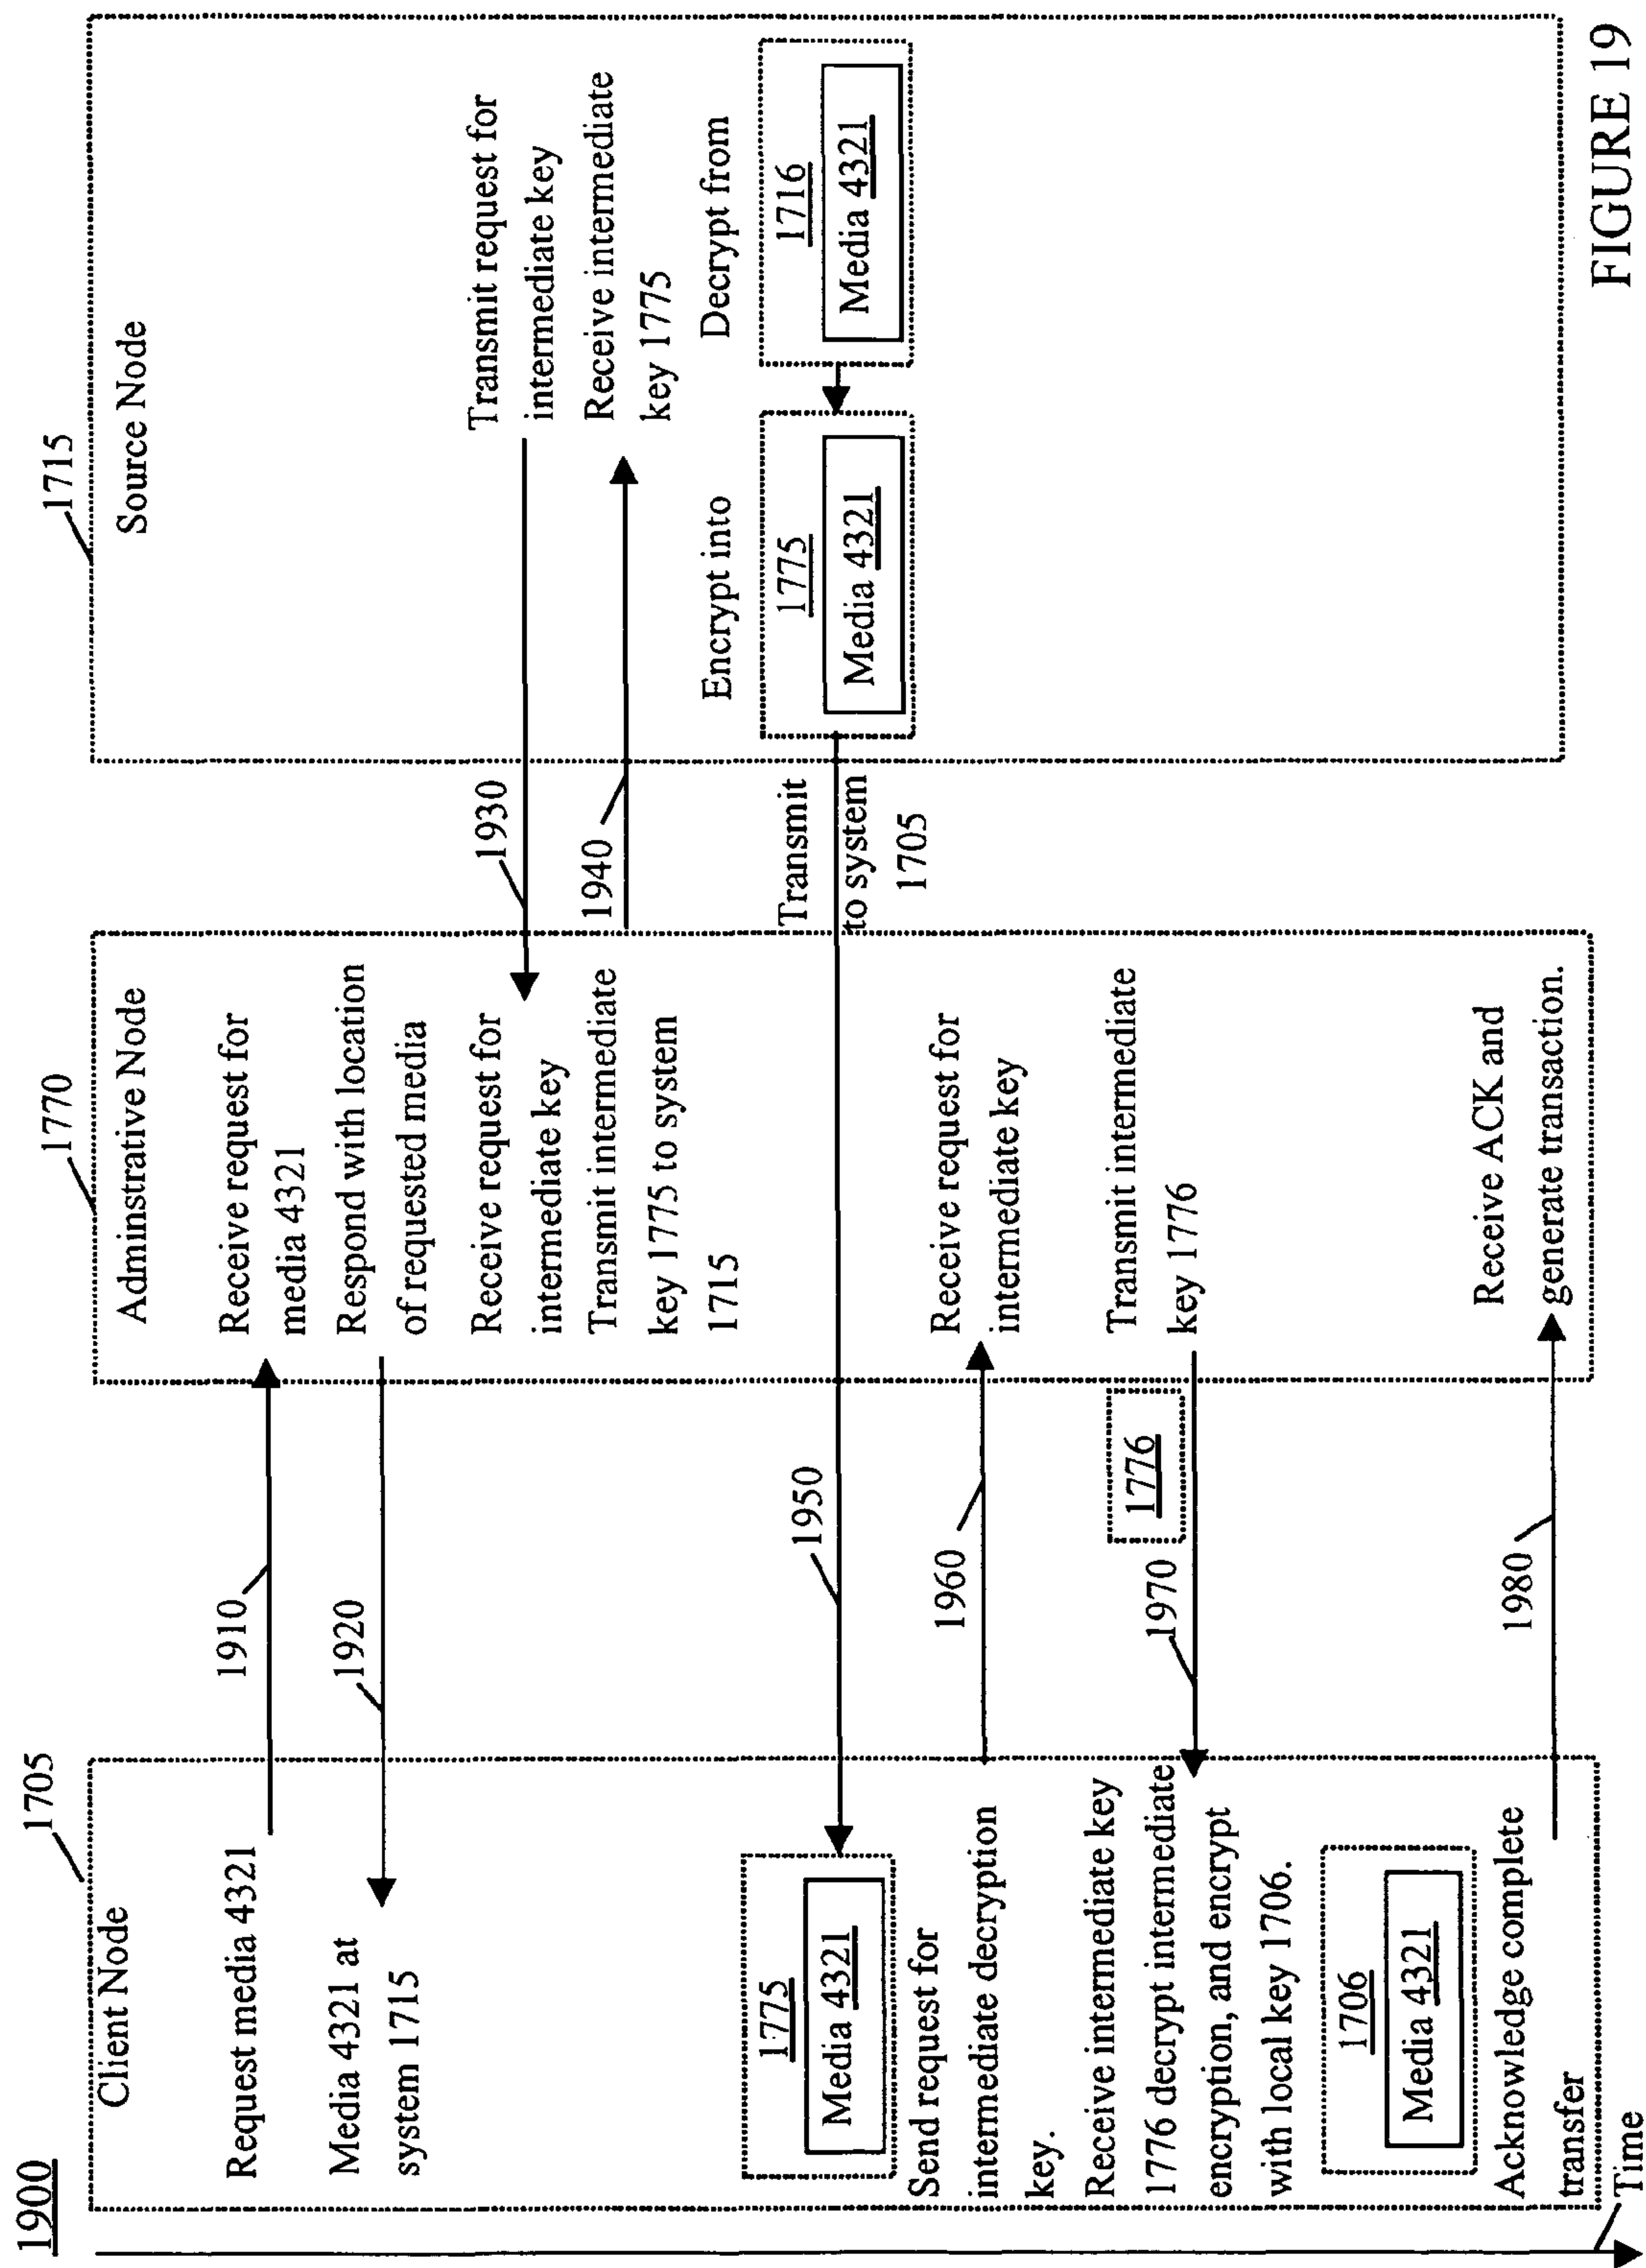 1900
1705
Client Node
Request media 4321
Media 4321 at
system 1715
1775
Media 4321
Send request for
intermediate decryption
key.
Receive intermediate key
1776 decrypt intermediate
encryption, and encrypt
with local key 1706.
1706
Media 4321
Acknowledge complete
transfer
Time
1910
1920
1950
1960
1970
1776
1980
1770
Adminstrative Node
Receive request for
media 4321
Respond with location
of requested media
Receive request for
intermediate key
Transmit intermediate
key 1775 to system
1715
Receive request for
intermediate key
Transmit intermediate
key 1776
Receive ACK and
generate transaction.
1930
1940
Transmit
to system
1705
1715
Source Node
Transmit request for
intermediate key
Receive intermediate
key 1775
Encrypt into
1775
Media 4321
Decrypt from
1716
Media 4321
FIGURE 19